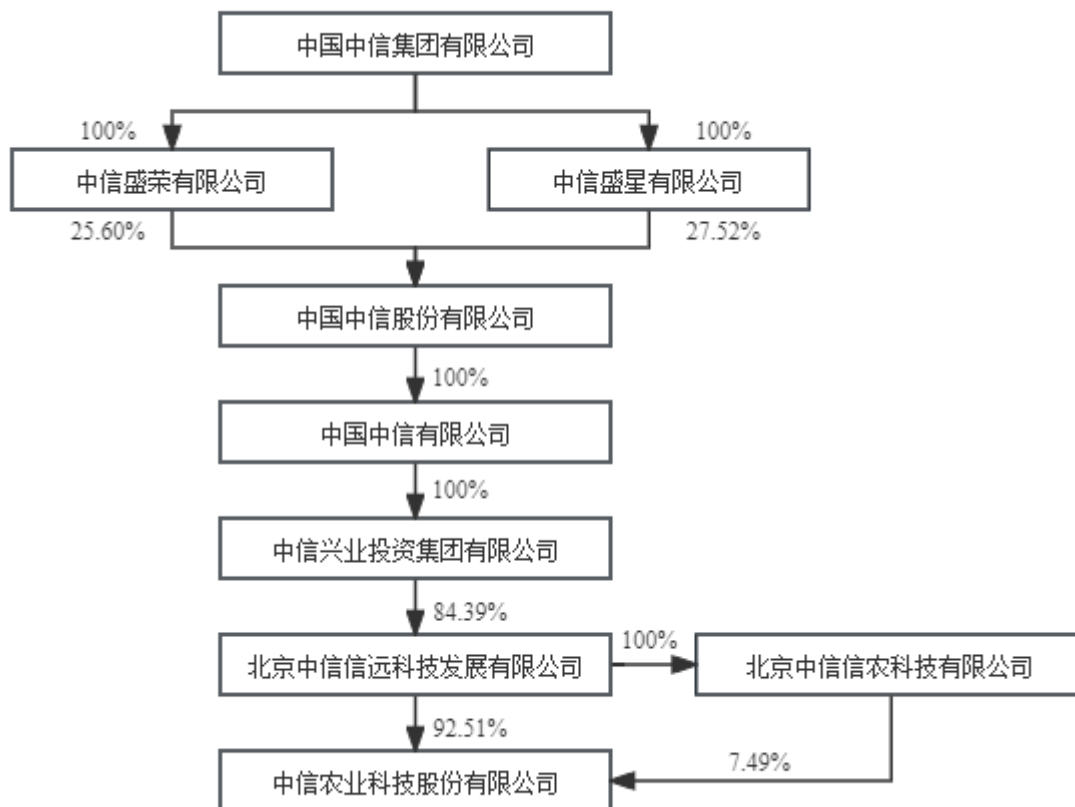 中国中信集团有限公司
100%
100%
中信盛荣有限公司
中信盛星有限公司
25.60%
27.52%
中国中信股份有限公司
100%
中国中信有限公司
100%
中信兴业投资集团有限公司
84.39%
100%
北京中信信远科技发展有限公司
北京中信信农科技有限公司
92.51%
7.49%
中信农业科技股份有限公司